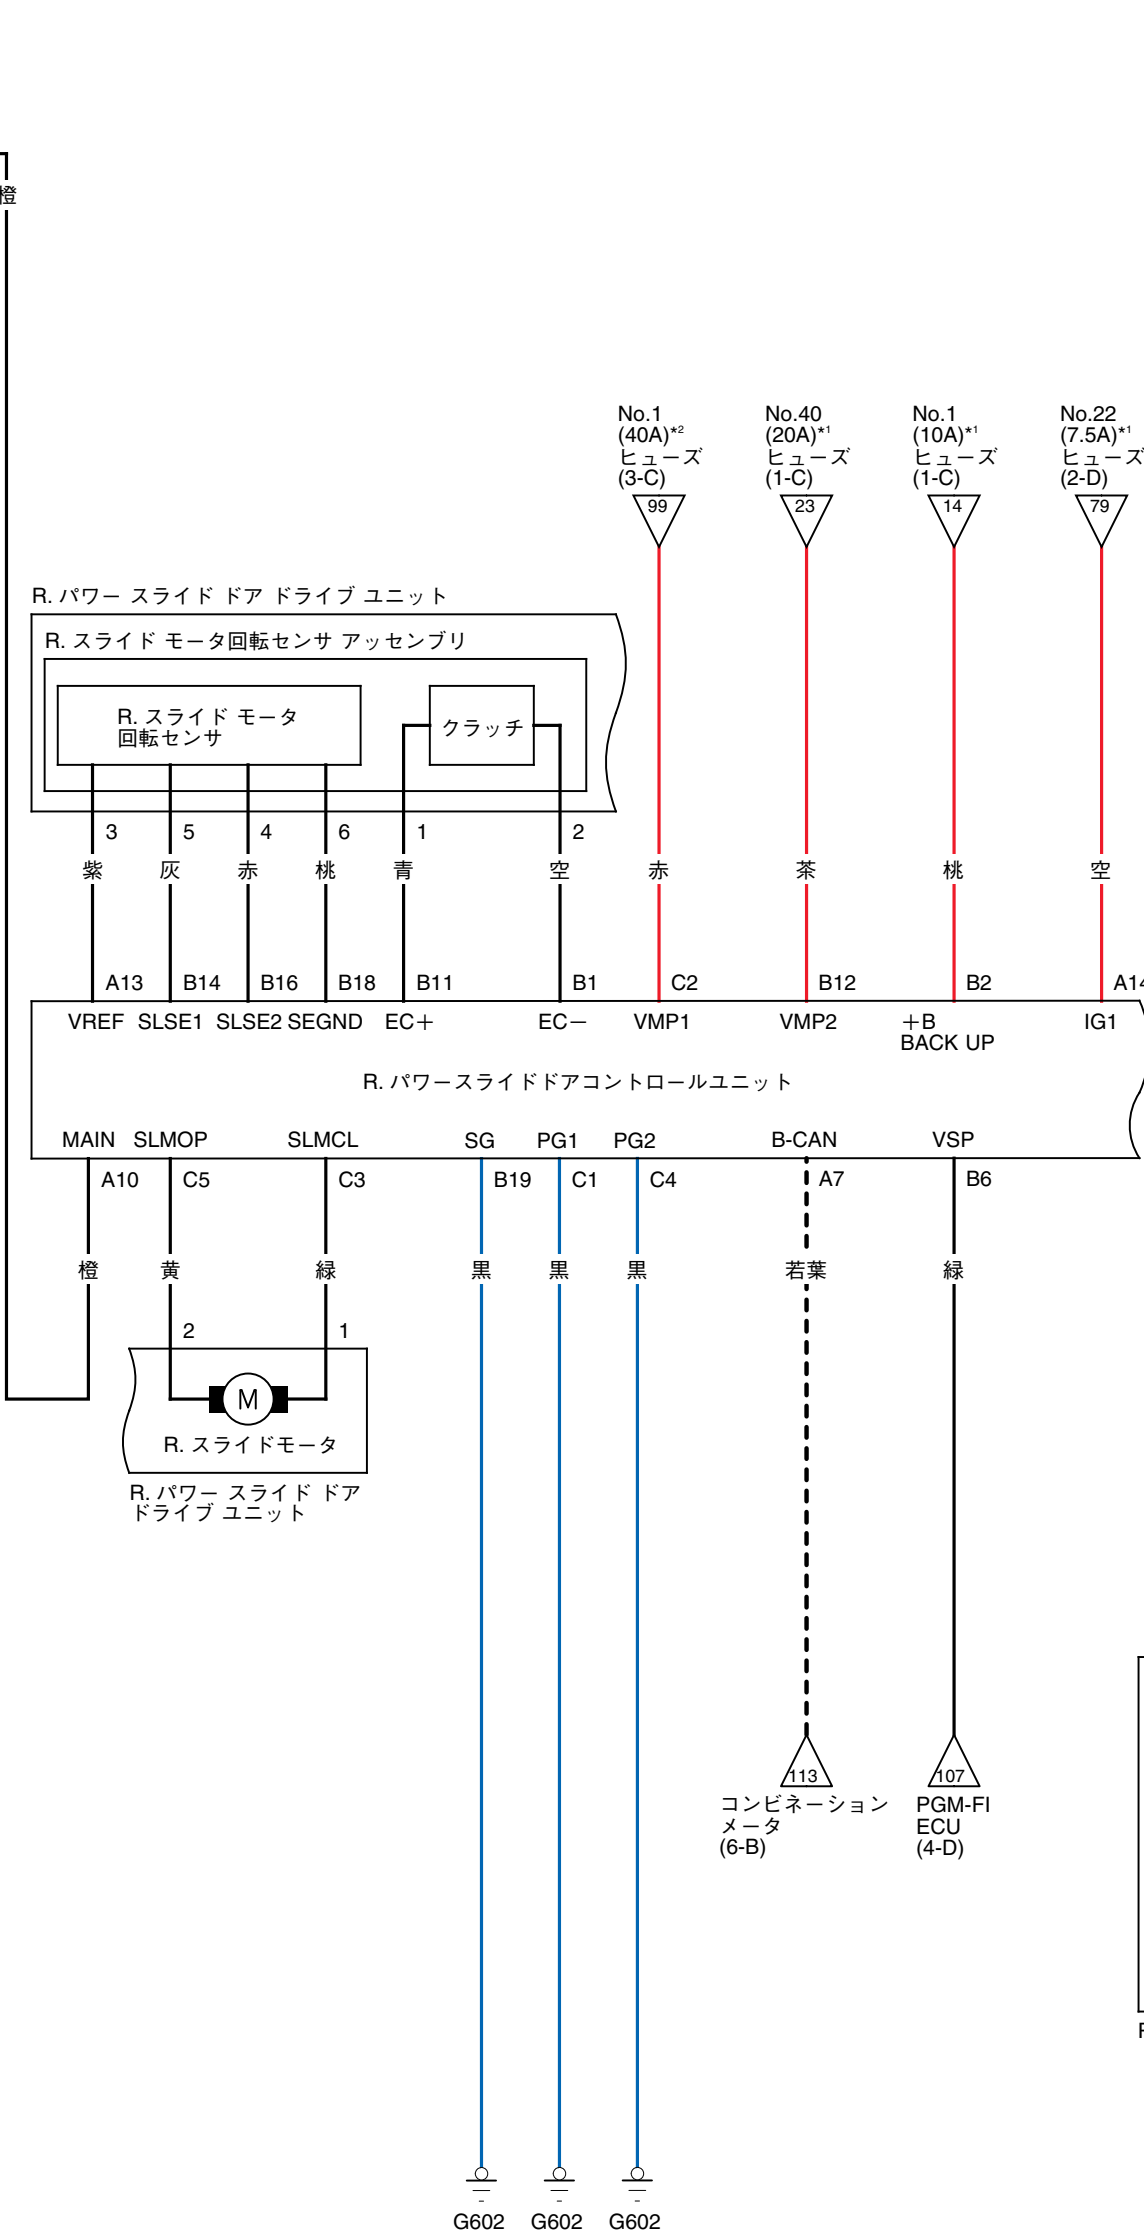 橙
No.1
(40A)*2
ヒューズ
(3-C)
99
No.40
(20A)*1
ヒューズ
(1-C)
23
No.1
(10A)*1
ヒューズ
(1-C)
14
No.22
(7.5A)*1
ヒューズ
(2-D)
79
R. パワー スライド ドア ドライブ ユニット
R. スライド モータ回転センサ アッセンブリ
R. スライド モータ
回転センサ
クラッチ
3 5 4 6 1 2
紫 灰 赤 桃 青 空 赤 茶 桃 空
A13 B14 B16 B18 B11 B1 C2 B12 B2 A14
VREF SLSE1 SLSE2 SEGND EC+ EC− VMP1 VMP2 +B IG1
BACK UP
R. パワースライドドアコントロールユニット
MAIN SLMOP SLMCL SG PG1 PG2 B-CAN VSP
A10 C5 C3 B19 C1 C4 A7 B6
橙 黄 緑 黒 黒 黒 若葉 緑
2 1
M
R. スライドモータ
R. パワー スライド ドア
ドライブ ユニット
113
コンビネーション
メータ
(6-B)
107
PGM-FI
ECU
(4-D)
G602 G602 G602